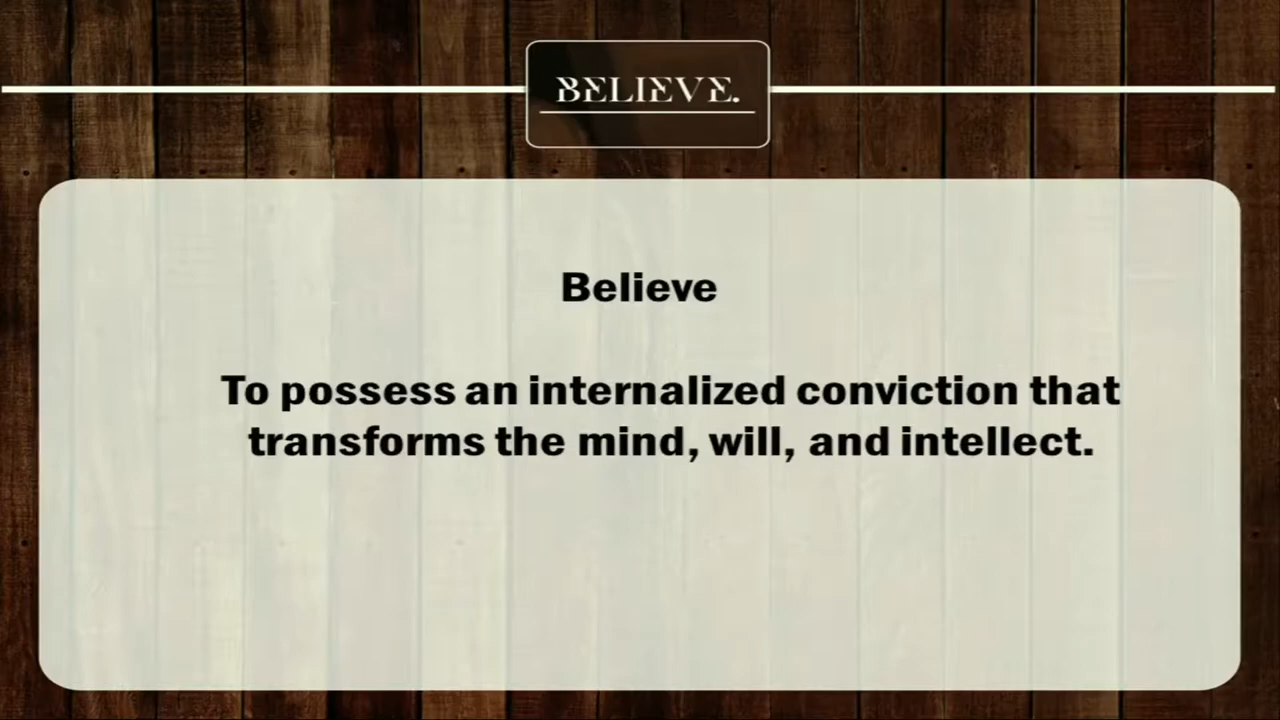 BELIEVE.
Believe
To possess an internalized conviction that
transforms the mind, will, and intellect.